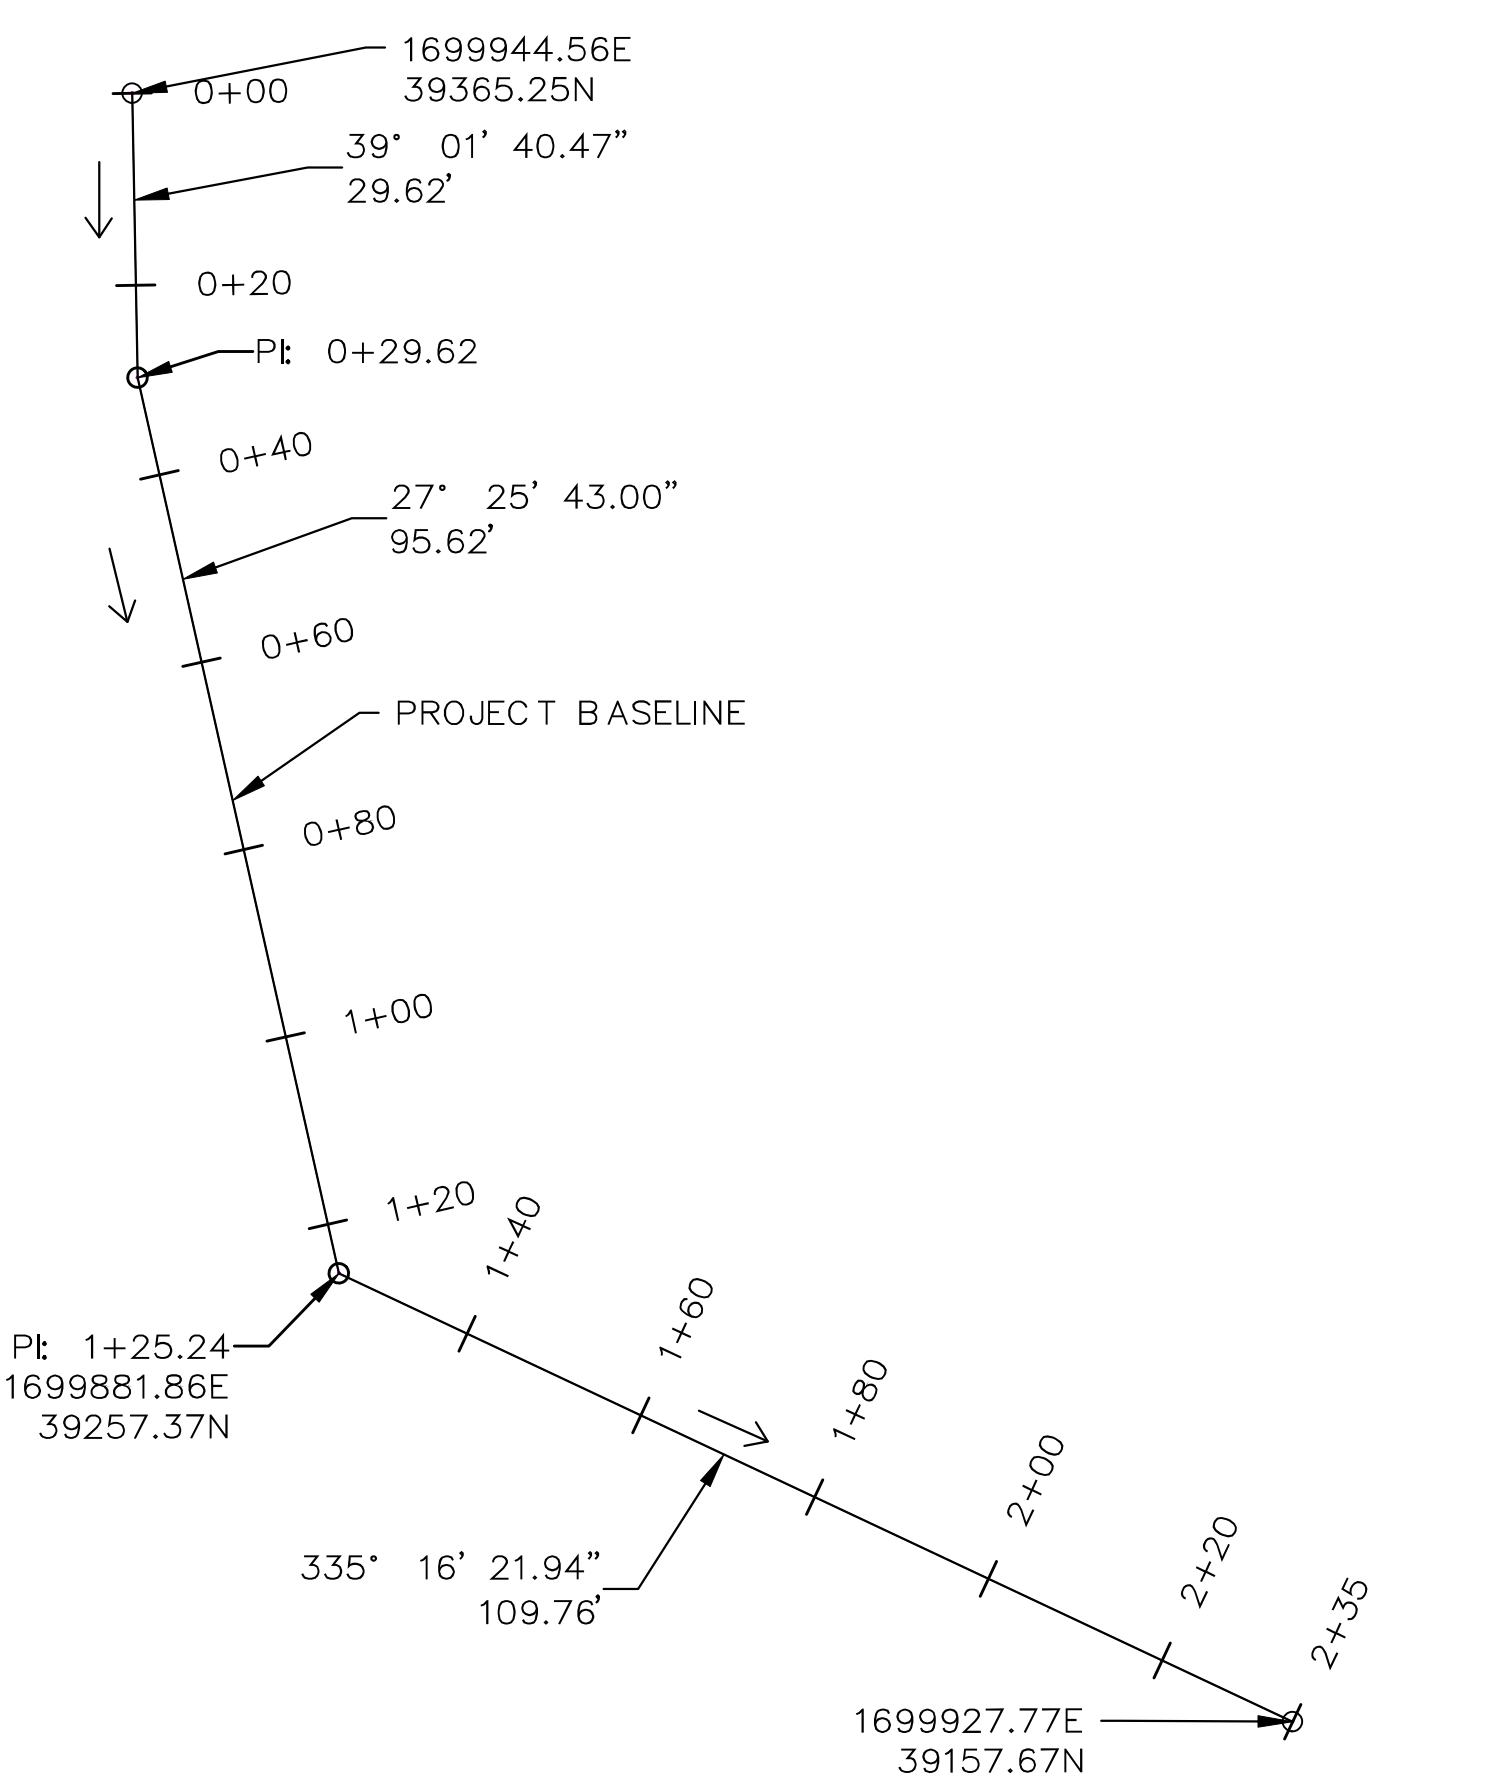 1699944.56E
39365.25N
0+00
39° 01' 40.47"
29.62'
0+20
PI: 0+29.62
0+40
27° 25' 43.00"
95.62'
0+60
PROJECT BASELINE
0+80
1+00
1+20
1+40
1+60
PI: 1+25.24
1699881.86E
39257.37N
1+80
2+00
335° 16' 21.94"
109.76'
2+20
2+35
1699927.77E
39157.67N